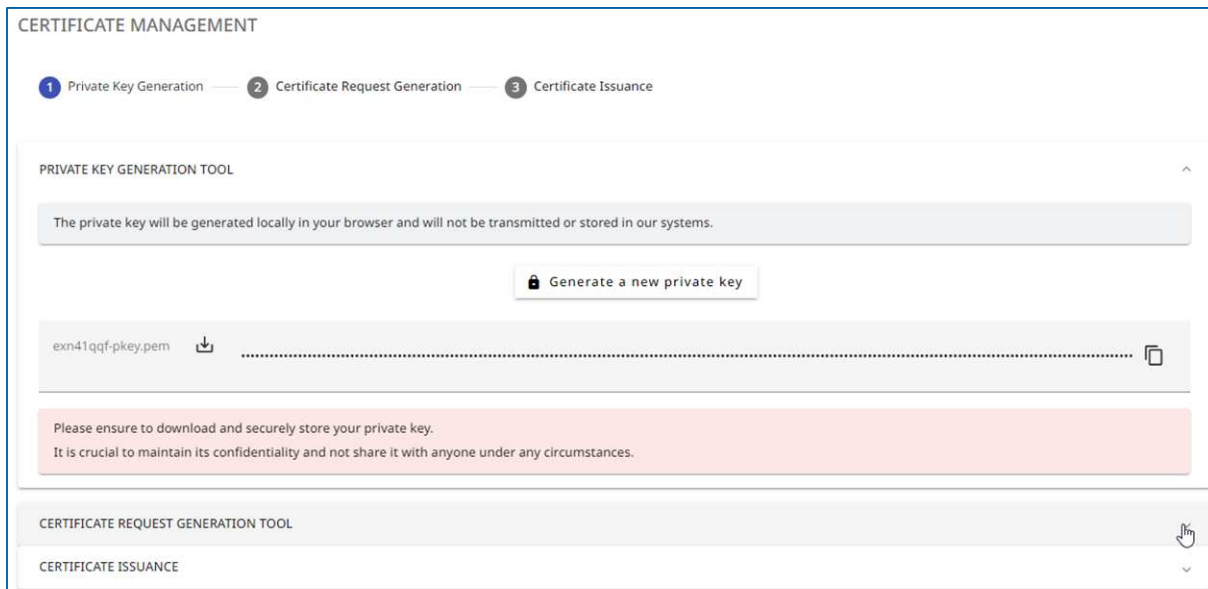 CERTIFICATE MANAGEMENT
1 Private Key Generation 2 Certificate Request Generation 3 Certificate Issuance
PRIVATE KEY GENERATION TOOL
The private key will be generated locally in your browser and will not be transmitted or stored in our systems.
Generate a new private key
exn41qqf-pkey.pem
Please ensure to download and securely store your private key.
It is crucial to maintain its confidentiality and not share it with anyone under any circumstances.
CERTIFICATE REQUEST GENERATION TOOL
CERTIFICATE ISSUANCE